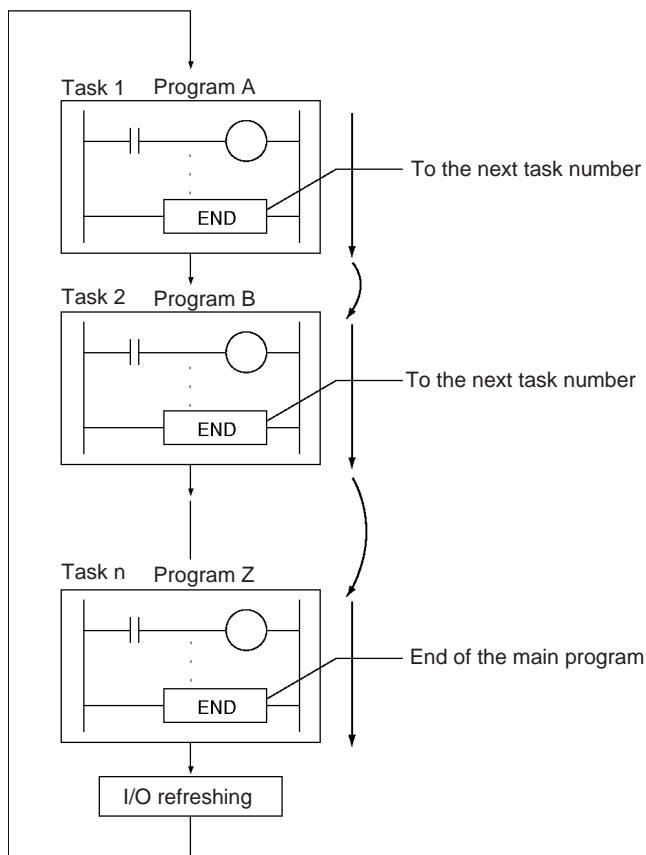 Task 1 Program A
To the next task number
END
Task 2 Program B
To the next task number
END
Task n Program Z
End of the main program
END
I/O refreshing